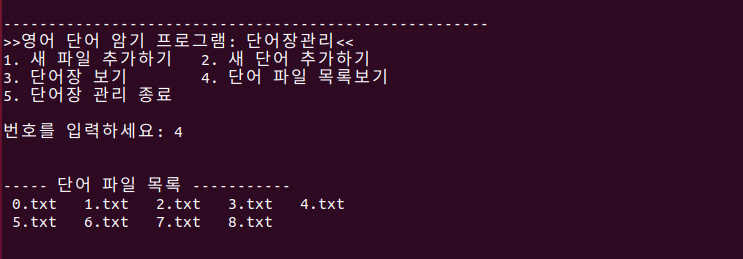 ------------------------------------------------------
>>영어 단어 암기 프로그램: 단어장관리<<
1. 새 파일 추가하기   2. 새 단어 추가하기
3. 단어장 보기        4. 단어 파일 목록보기
5. 단어장 관리 종료
번호를 입력하세요: 4
----- 단어 파일 목록 -----------
0.txt   1.txt   2.txt   3.txt   4.txt
5.txt   6.txt   7.txt   8.txt